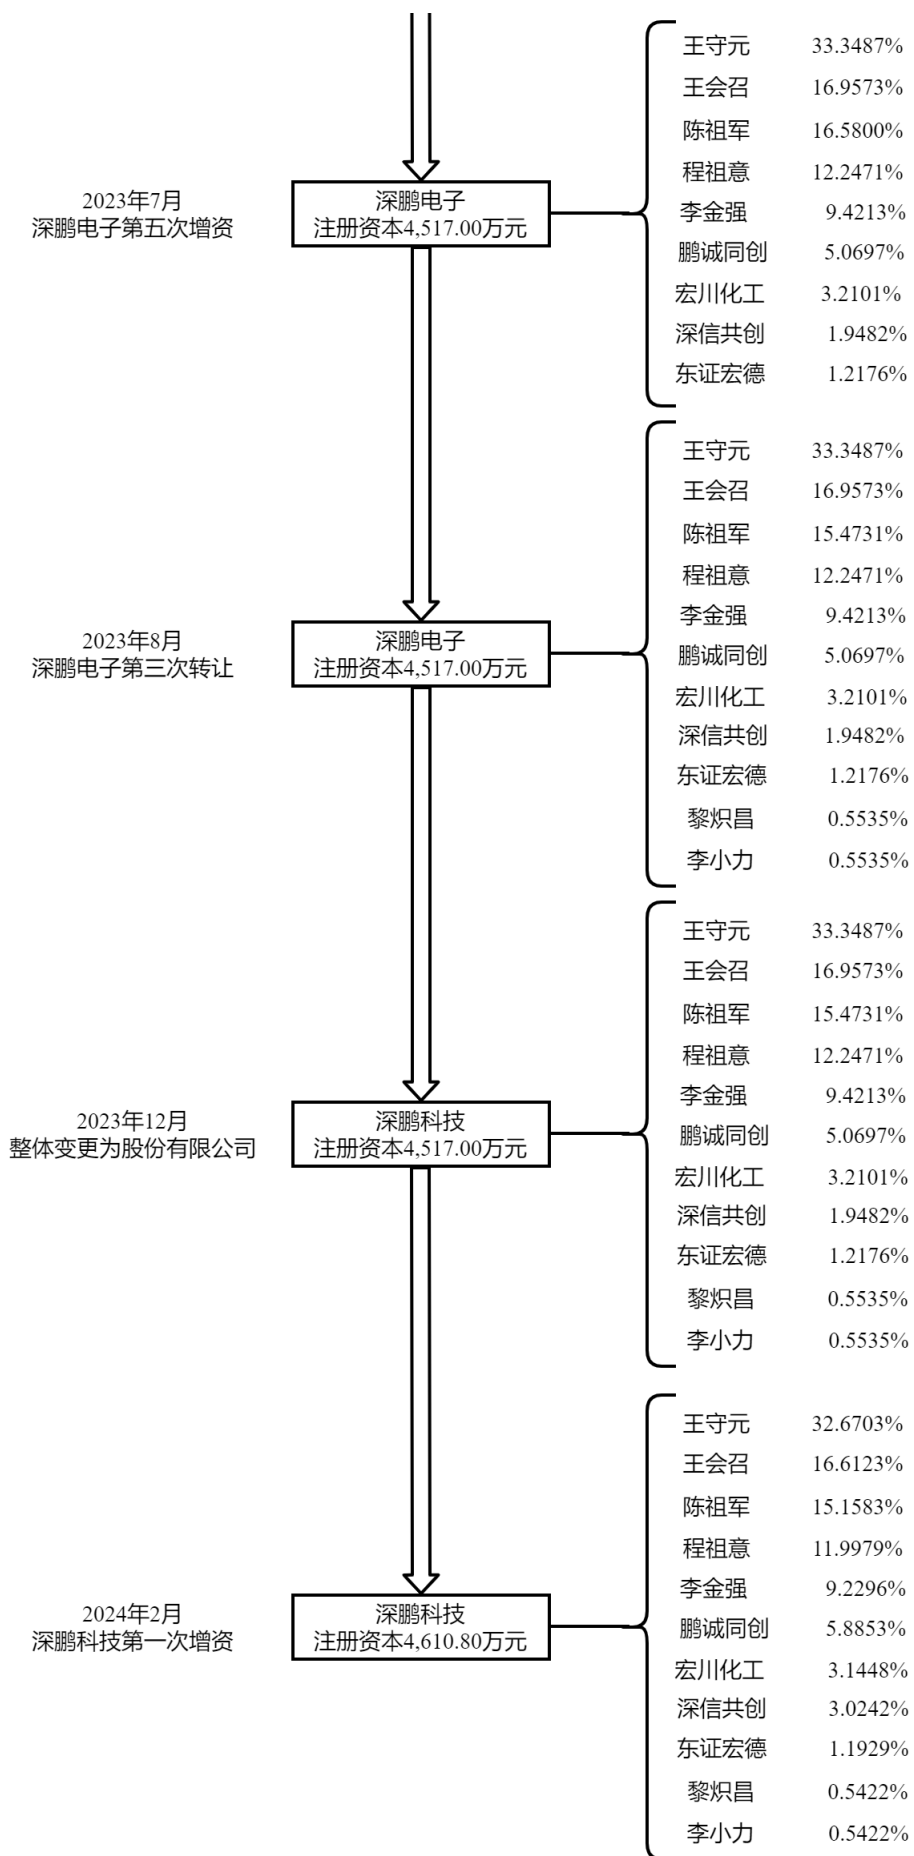 2023年7月
深鹏电子第五次增资
深鹏电子
注册资本4,517.00万元
王守元 33.3487%
王会召 16.9573%
陈祖军 16.5800%
程祖意 12.2471%
李金强 9.4213%
鹏诚同创 5.0697%
宏川化工 3.2101%
深信共创 1.9482%
东证宏德 1.2176%
2023年8月
深鹏电子第三次转让
深鹏电子
注册资本4,517.00万元
王守元 33.3487%
王会召 16.9573%
陈祖军 15.4731%
程祖意 12.2471%
李金强 9.4213%
鹏诚同创 5.0697%
宏川化工 3.2101%
深信共创 1.9482%
东证宏德 1.2176%
黎炽昌 0.5535%
李小力 0.5535%
2023年12月
整体变更为股份有限公司
深鹏科技
注册资本4,517.00万元
王守元 33.3487%
王会召 16.9573%
陈祖军 15.4731%
程祖意 12.2471%
李金强 9.4213%
鹏诚同创 5.0697%
宏川化工 3.2101%
深信共创 1.9482%
东证宏德 1.2176%
黎炽昌 0.5535%
李小力 0.5535%
2024年2月
深鹏科技第一次增资
深鹏科技
注册资本4,610.80万元
王守元 32.6703%
王会召 16.6123%
陈祖军 15.1583%
程祖意 11.9979%
李金强 9.2296%
鹏诚同创 5.8853%
宏川化工 3.1448%
深信共创 3.0242%
东证宏德 1.1929%
黎炽昌 0.5422%
李小力 0.5422%